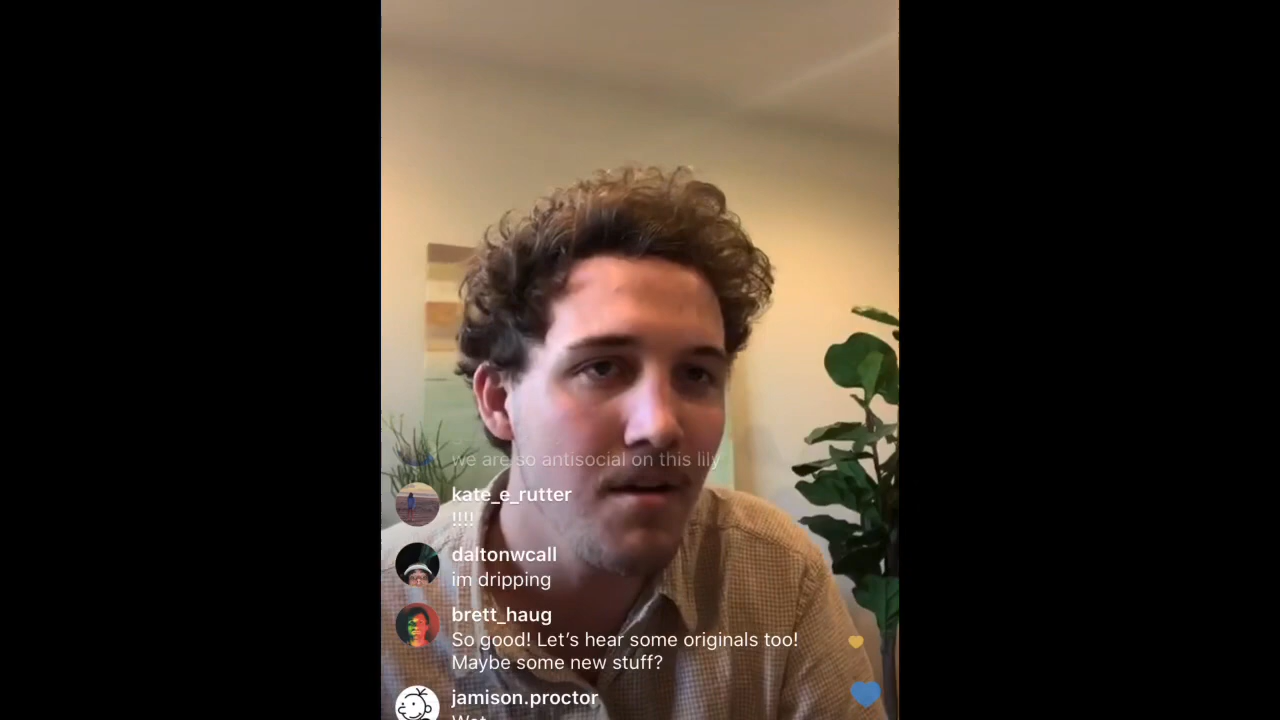 we are so antisocial on this lily
kate_e_rutter
!!!!
daltonwcall
im dripping
brett_haug
So good! Let’s hear some originals too!
Maybe some new stuff?
jamison.proctor
Wet